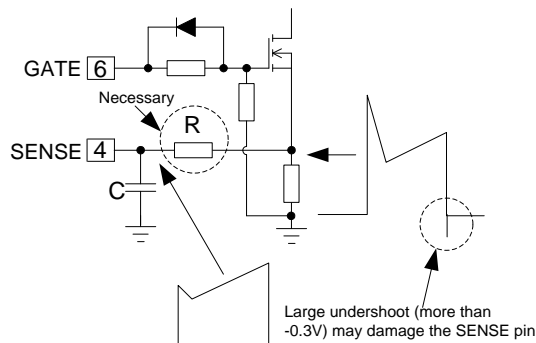 GATE 6
Necessary
R
SENSE 4
C
Large undershoot (more than
-0.3V) may damage the SENSE pin